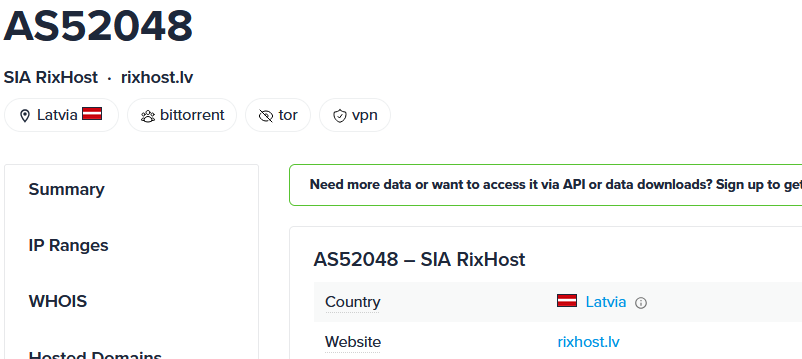 AS52048
SIA RixHost · rixhost.lv
Latvia bittorrent tor vpn
Summary
IP Ranges
WHOIS
Hosted Domains
Need more data or want to access it via API or data downloads? Sign up to get
AS52048 – SIA RixHost
Country Latvia
Website rixhost.lv